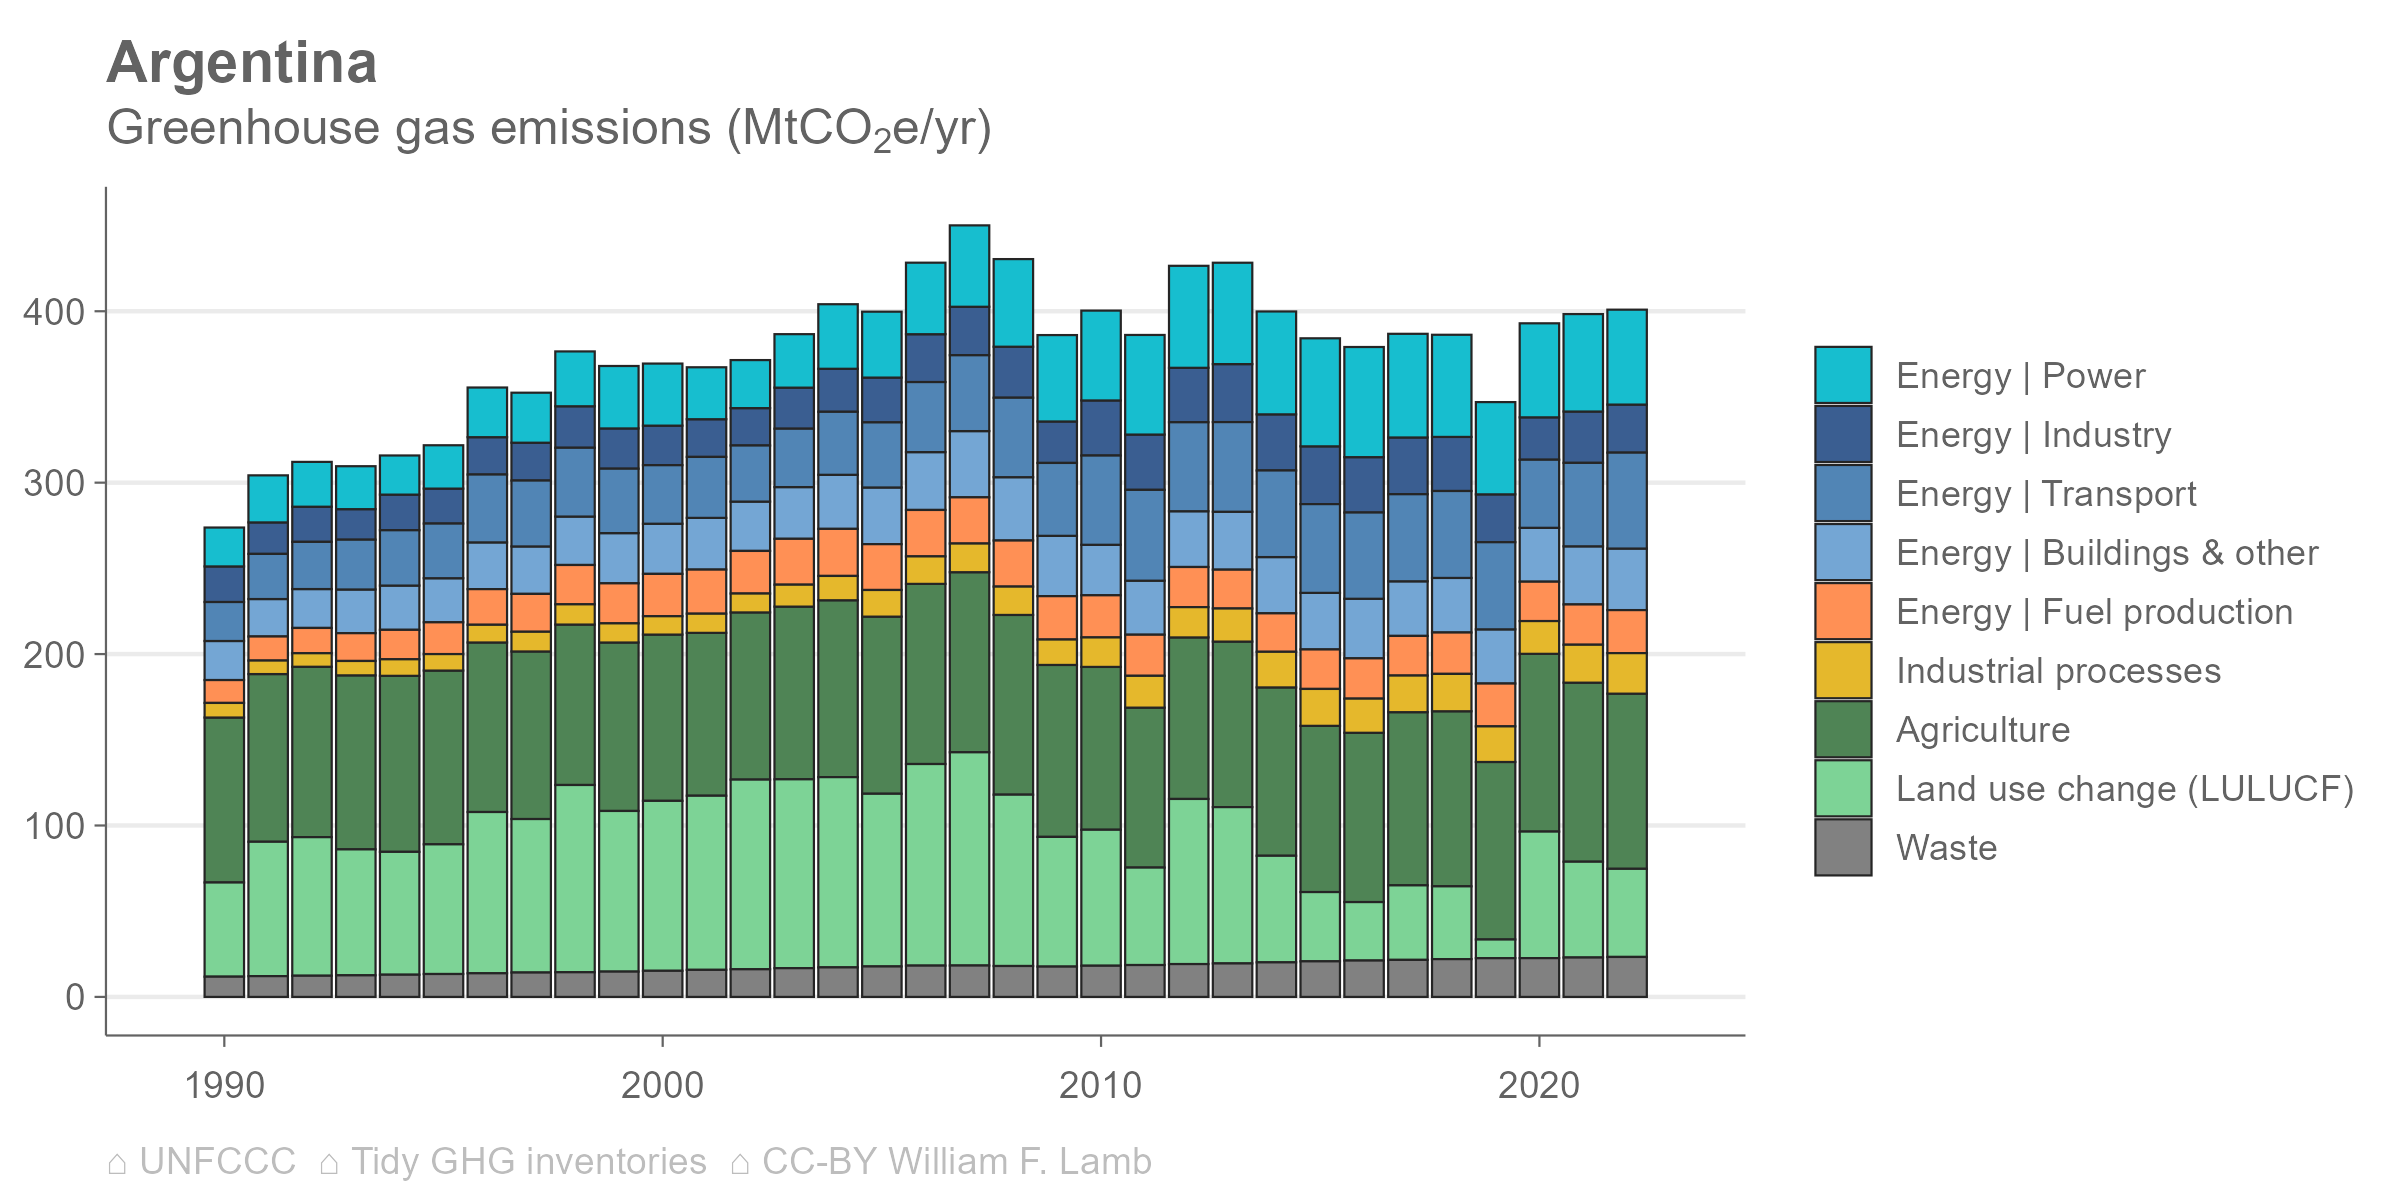 Argentina
Greenhouse gas emissions (MtCO₂e/yr)
400
300
200
100
0
1990 2000 2010 2020
Energy | Power
Energy | Industry
Energy | Transport
Energy | Buildings & other
Energy | Fuel production
Industrial processes
Agriculture
Land use change (LULUCF)
Waste
⌂ UNFCCC ⌂ Tidy GHG inventories ⌂ CC-BY William F. Lamb